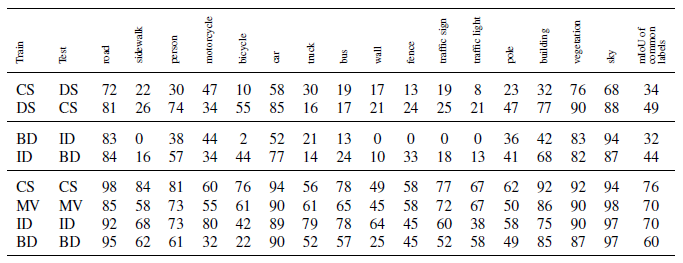 Train Test road sidewalk person motorcycle bicycle car truck bus wall fence traffic sign traffic light pole building vegetation sky mIoU of common labels
CS DS 72 22 30 47 10 58 30 19 17 13 19 8 23 32 76 68 34
DS CS 81 26 74 34 55 85 16 17 21 24 25 21 47 77 90 88 49
BD ID 83 0 38 44 2 52 21 13 0 0 0 0 36 42 83 94 32
ID BD 84 16 57 34 44 77 14 24 10 33 18 13 41 68 82 87 44
CS CS 98 84 81 60 76 94 56 78 49 58 77 67 62 92 92 94 76
MV MV 85 58 73 55 61 90 61 65 45 58 72 67 50 86 90 98 70
ID ID 92 68 73 80 42 89 79 78 64 45 60 38 58 75 90 97 70
BD BD 95 62 61 32 22 90 52 57 25 45 52 58 49 85 87 97 60